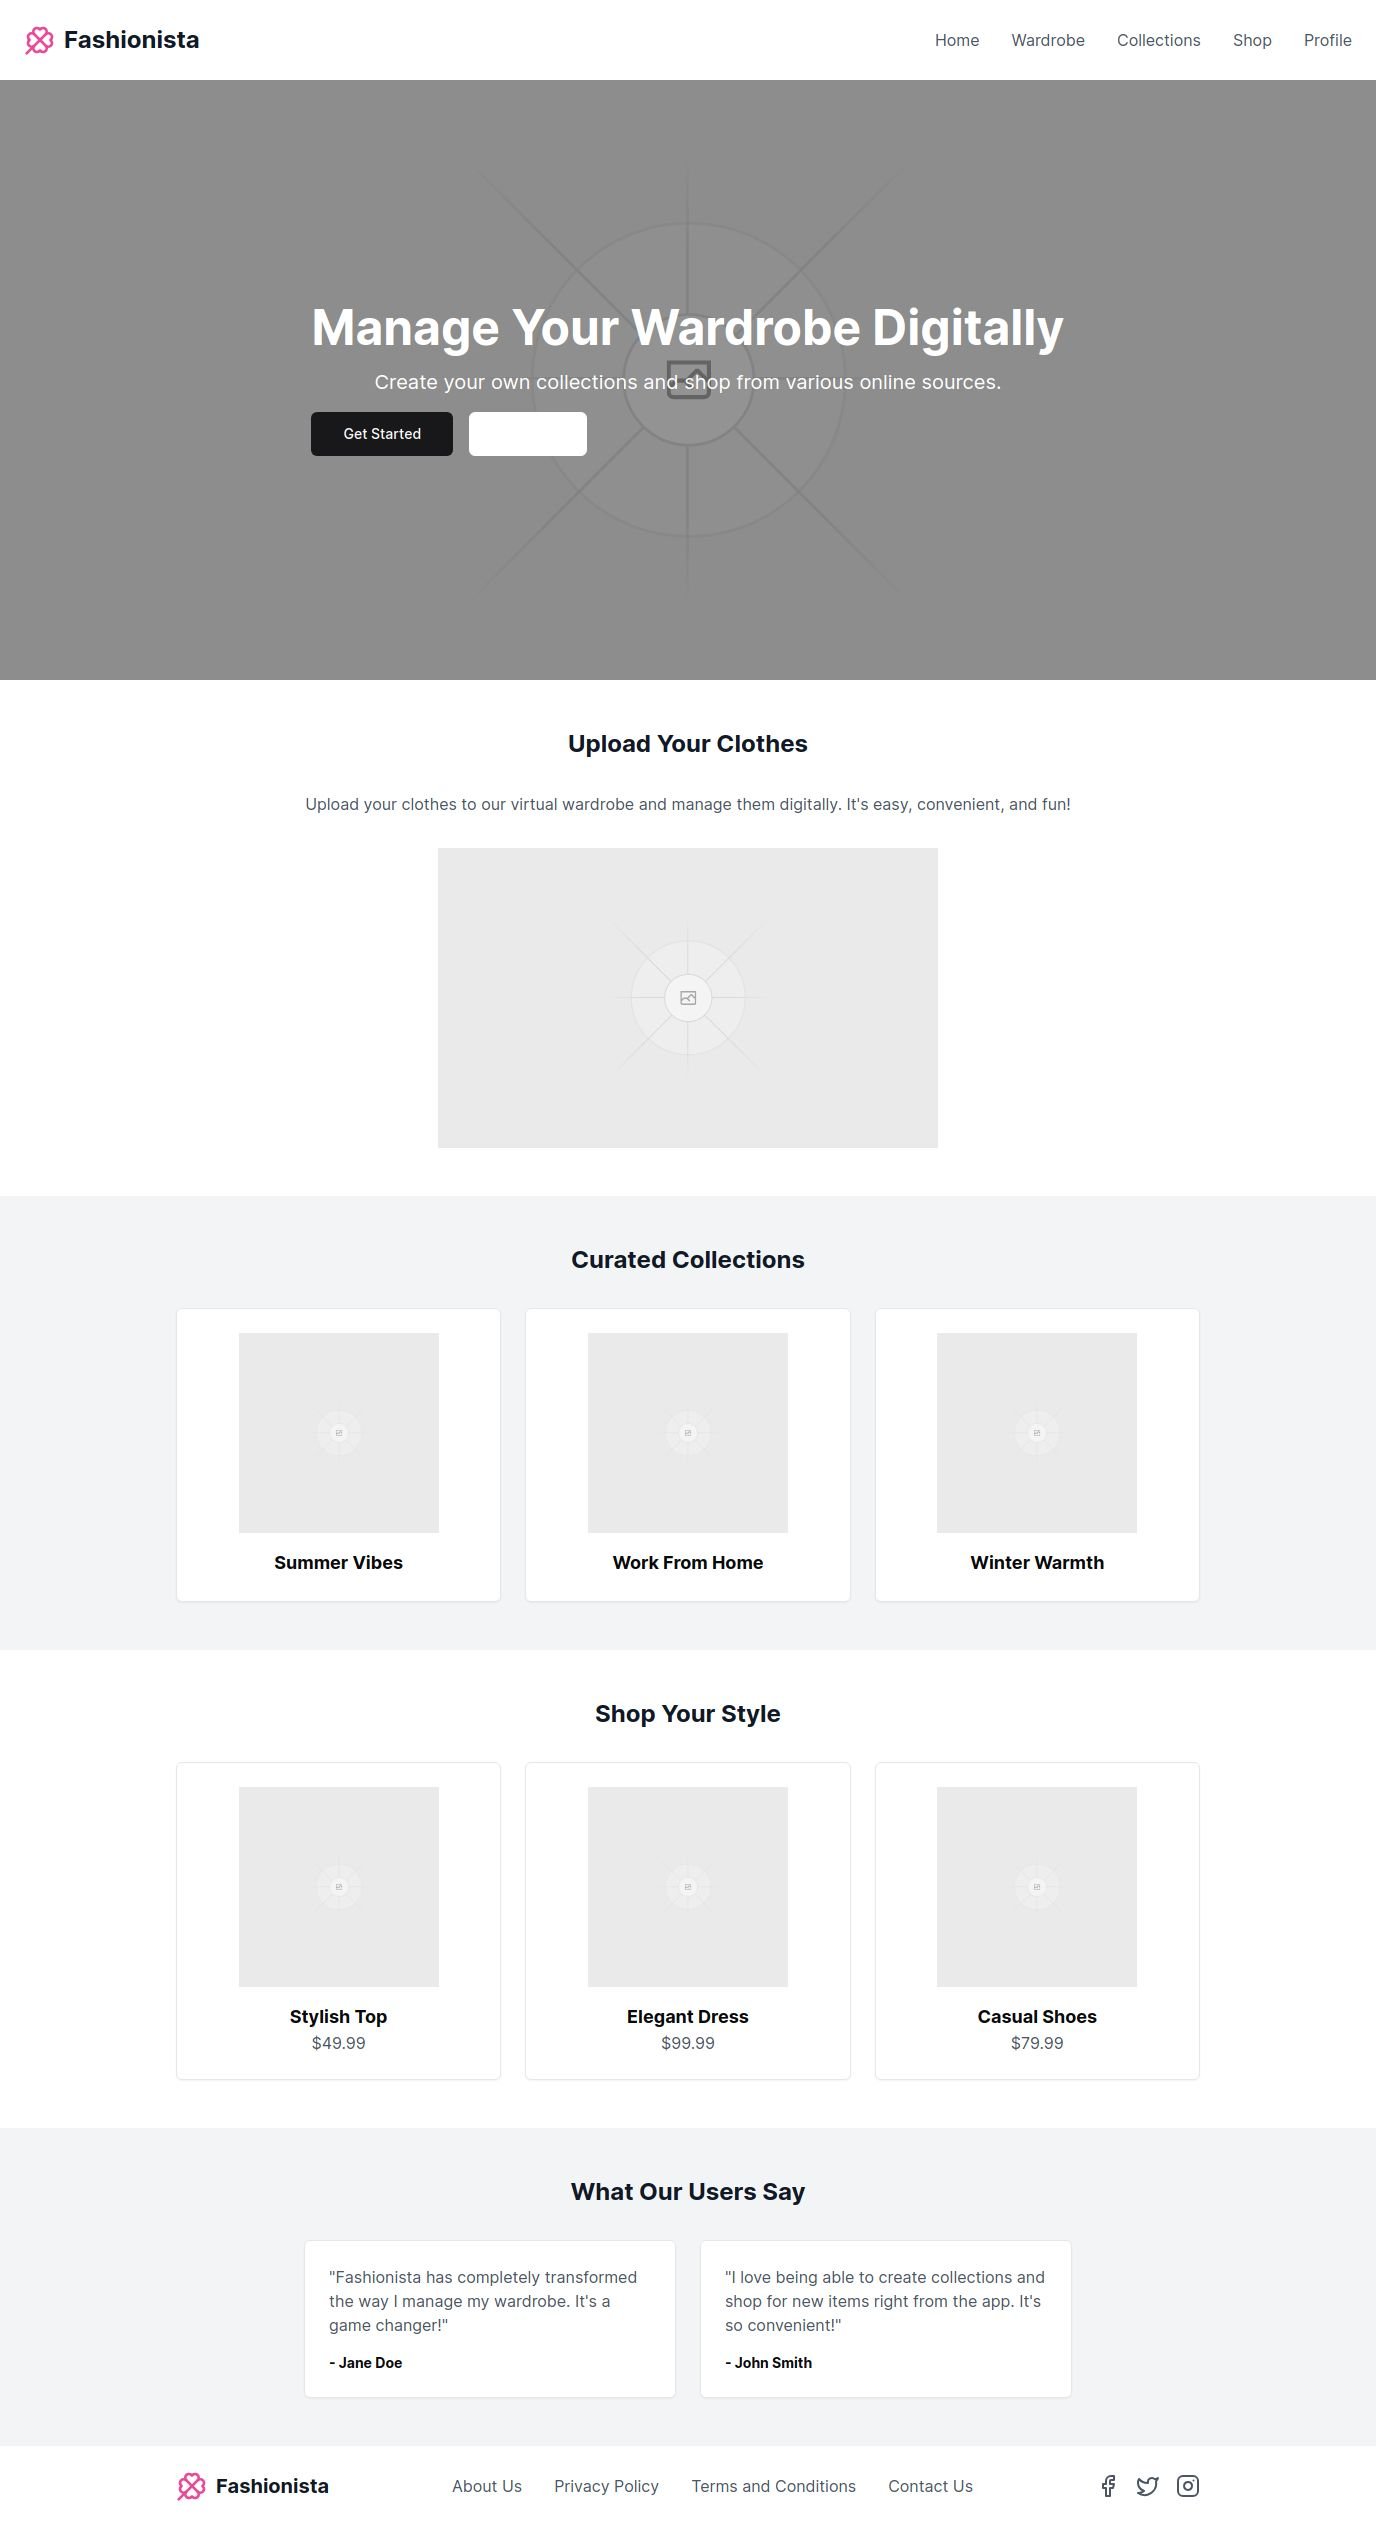 Fashionista
Home Wardrobe Collections Shop Profile
Manage Your Wardrobe Digitally
Create your own collections and shop from various online sources.
Get Started
Upload Your Clothes
Upload your clothes to our virtual wardrobe and manage them digitally. It's easy, convenient, and fun!
Curated Collections
Summer Vibes
Work From Home
Winter Warmth
Shop Your Style
Stylish Top
$49.99
Elegant Dress
$99.99
Casual Shoes
$79.99
What Our Users Say
"Fashionista has completely transformed
the way I manage my wardrobe. It's a
game changer!"
- Jane Doe
"I love being able to create collections and
shop for new items right from the app. It's
so convenient!"
- John Smith
Fashionista
About Us Privacy Policy Terms and Conditions Contact Us